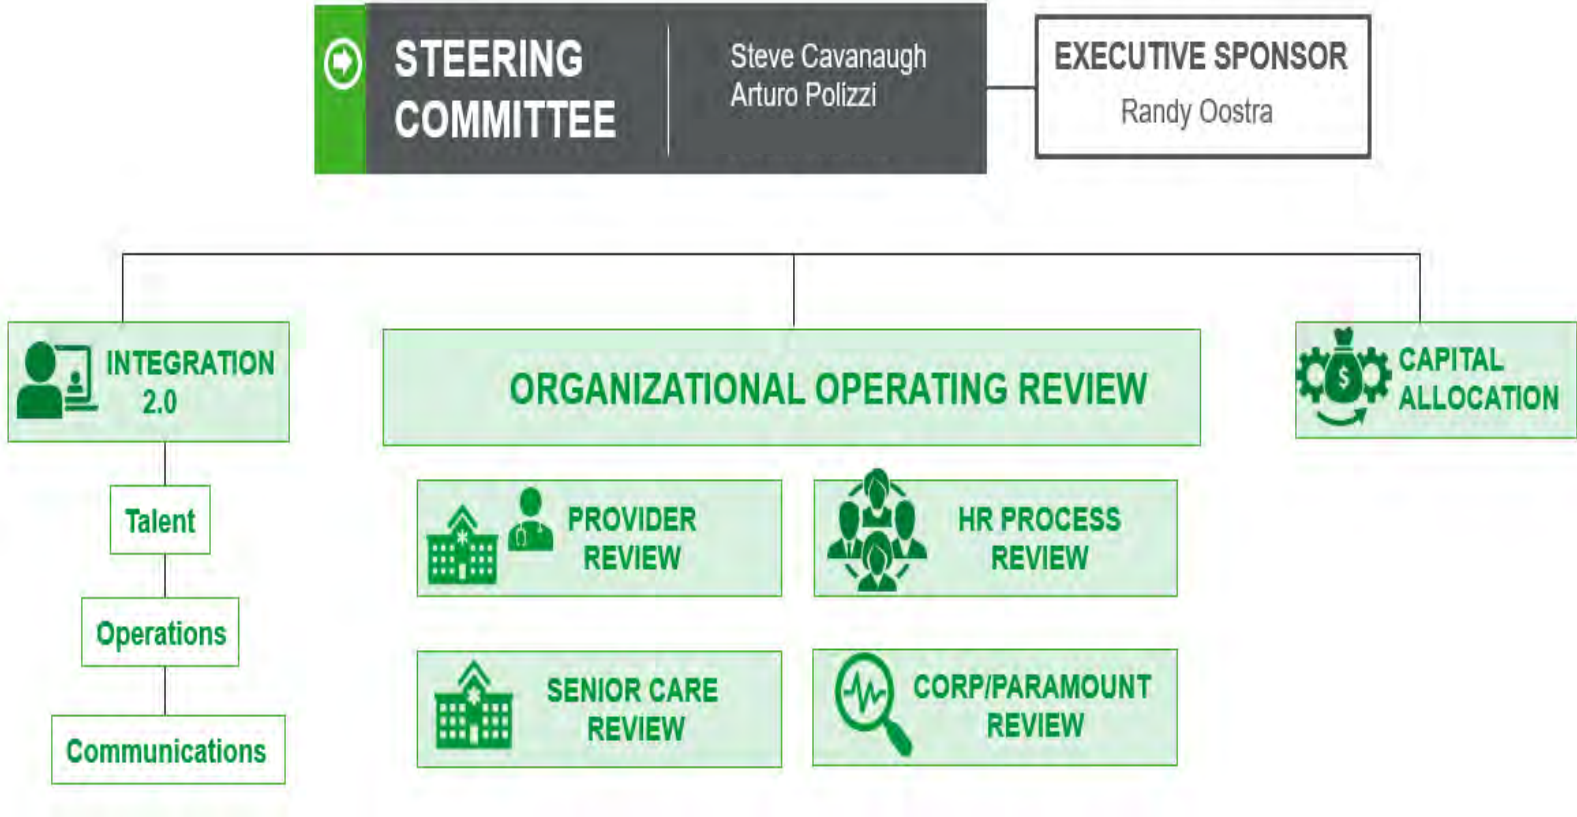 STEERING
COMMITTEE
Steve Cavanaugh
Arturo Polizzi
EXECUTIVE SPONSOR
Randy Oostra
INTEGRATION
2.0
Talent
Operations
Communications
ORGANIZATIONAL OPERATING REVIEW
PROVIDER
REVIEW
HR PROCESS
REVIEW
SENIOR CARE
REVIEW
CORP/PARAMOUNT
REVIEW
$
CAPITAL
ALLOCATION